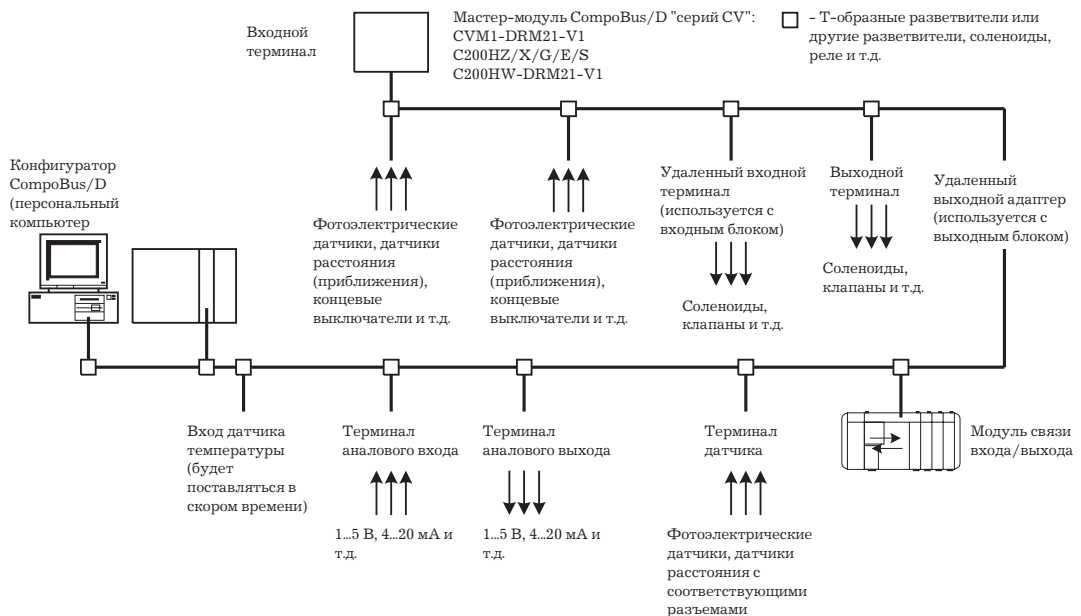 Входной
терминал
Мастер-модуль CompoBus/D "серий CV":
CVM1-DRM21-V1
C200HZ/X/G/E/S
C200HW-DRM21-V1
- Т-образные разветвители или
другие разветвители, соленоиды,
реле и т.д.
Конфигуратор
CompoBus/D
(персональный
компьютер
Фотоэлектрические
датчики, датчики
расстояния
(приближения),
концевые
выключатели и т.д.
Фотоэлектрические
датчики, датчики
расстояния
(приближения),
концевые
выключатели и т.д.
Удаленный входной
терминал
(используется с
входным блоком)
Соленоиды,
клапаны и т.д.
Выходной
терминал
Соленоиды,
клапаны и т.д.
Удаленный
выходной адаптер
(используется с
выходным блоком)
Вход датчика
температуры
(будет
поставляться в
скором времени)
Терминал
аналового входа
1...5 В, 4...20 мА и
т.д.
Терминал
аналового выхода
1...5 В, 4...20 мА и
т.д.
Терминал
датчика
Фотоэлектрические
датчики, датчики
расстояния с
соответствующими
разъемами
Модуль связи
входа/выхода